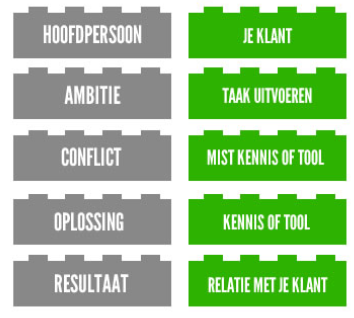 HOOFDPERSOON JE KLANT
AMBITIE TAAK UITVOEREN
CONFLICT MIST KENNIS OF TOOL
OPLOSSING KENNIS OF TOOL
RESULTAAT RELATIE MET JE KLANT